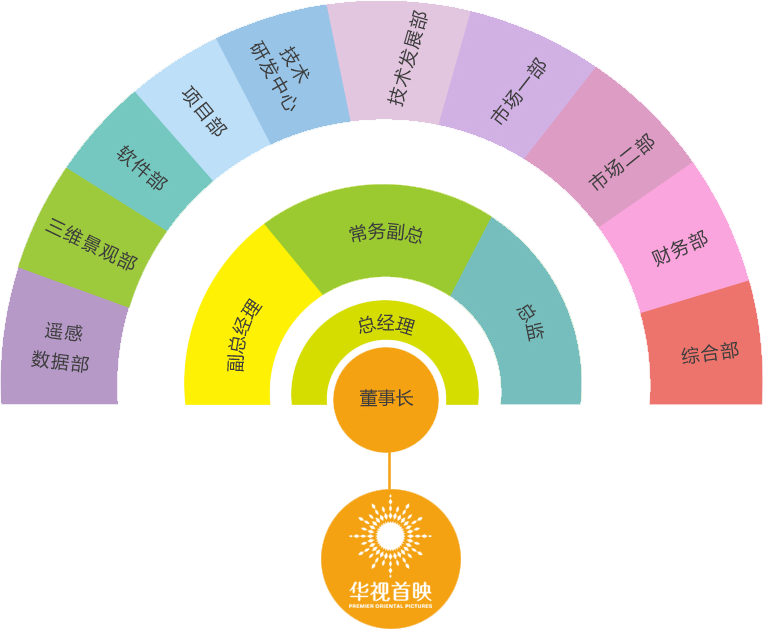 遥感
数据部
三维景观部
软件部
项目部
技术
研发中心
技术发展部
市场一部
市场二部
财务部
综合部
副总经理
常务副总
总监
总经理
董事长
华视首映
PREMIER ORIENTAL PICTURES